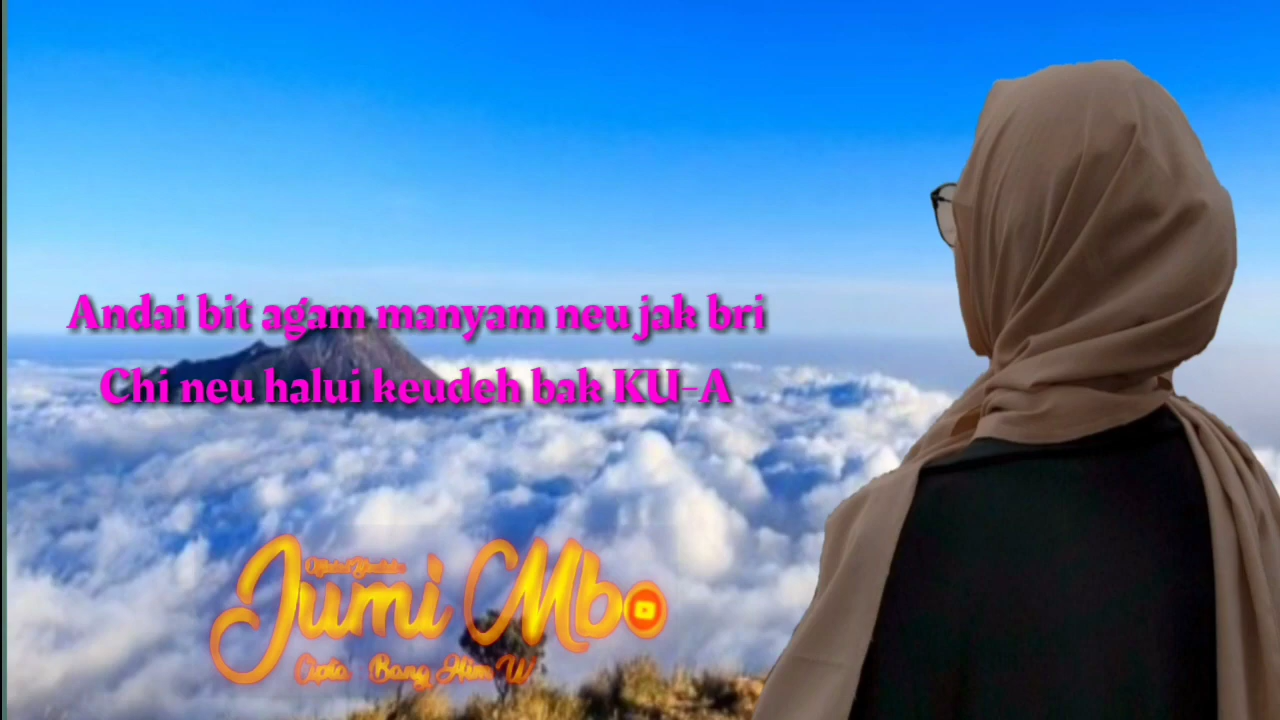 Andai bit agam manyam neu jak bri
Chi neu halui keudeh bak KU-A
Jumi Mbo
Cipta Bang Him W